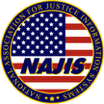 NATIONAL ASSOCIATION FOR JUSTICE INFORMATION SYSTEMS
NAJIS